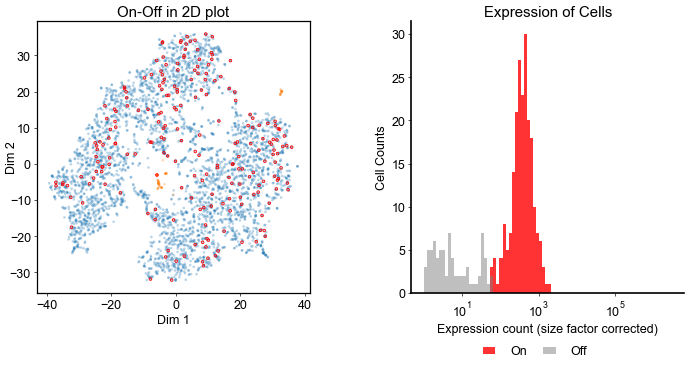 On-Off in 2D plot
Dim 2
30
20
10
0
−10
−20
−30
−40 −20 0 20 40
Dim 1
Expression of Cells
Cell Counts
30
25
20
15
10
5
0
10^1 10^3 10^5
Expression count (size factor corrected)
On Off